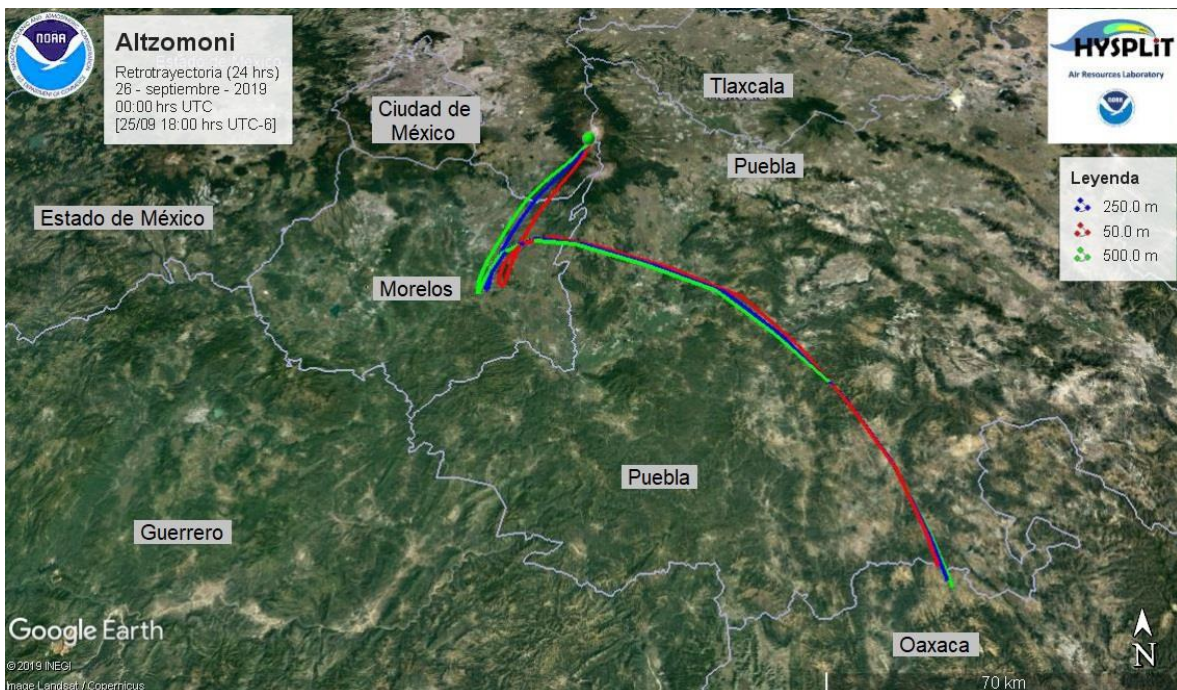 NOAA
Altzomoni
Retrotrayectoria (24 hrs)
26 - septiembre - 2019
00:00 hrs UTC
[25/09 18:00 hrs UTC-6]
HYSPLIT
Air Resources Laboratory
Ciudad de
México
Tlaxcala
Puebla
Leyenda
250.0 m
50.0 m
500.0 m
Estado de México
Morelos
Puebla
Guerrero
Oaxaca
Google Earth
© 2019 INEGI
Image Landsat / Copernicus
70 km
N